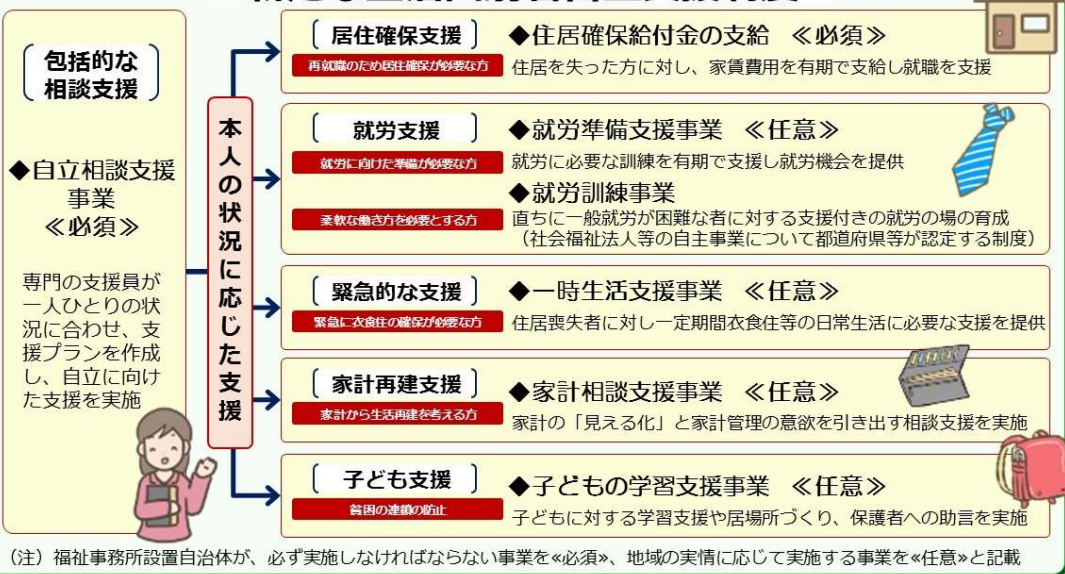 包括的な
相談支援
◆自立相談支援
事業
≪必須≫
専門の支援員が
一人ひとりの状
況に合わせ、支
援プランを作成
し、自立に向け
た支援を実施
本人の状況に応じた支援
居住確保支援
再就職のため居住確保が必要な方
◆住居確保給付金の支給 ≪必須≫
住居を失った方に対し、家賃費用を有期で支給し就職を支援
就労支援
就労に向けた準備が必要な方
◆就労準備支援事業 ≪任意≫
就労に必要な訓練を有期で支援し就労機会を提供
◆就労訓練事業
柔軟な働き方を必要とする方
直ちに一般就労が困難な者に対する支援付きの就労の場の育成
（社会福祉法人等の自主事業について都道府県等が認定する制度）
緊急的な支援
緊急に衣食住の確保が必要な方
◆一時生活支援事業 ≪任意≫
住居喪失者に対し一定期間衣食住等の日常生活に必要な支援を提供
家計再建支援
家計から生活再建を考える方
◆家計相談支援事業 ≪任意≫
家計の「見える化」と家計管理の意欲を引き出す相談支援を実施
子ども支援
貧困の連鎖の防止
◆子どもの学習支援事業 ≪任意≫
子どもに対する学習支援や居場所づくり、保護者への助言を実施
（注）福祉事務所設置自治体が、必ず実施しなければならない事業を≪必須≫、地域の実情に応じて実施する事業を≪任意≫と記載